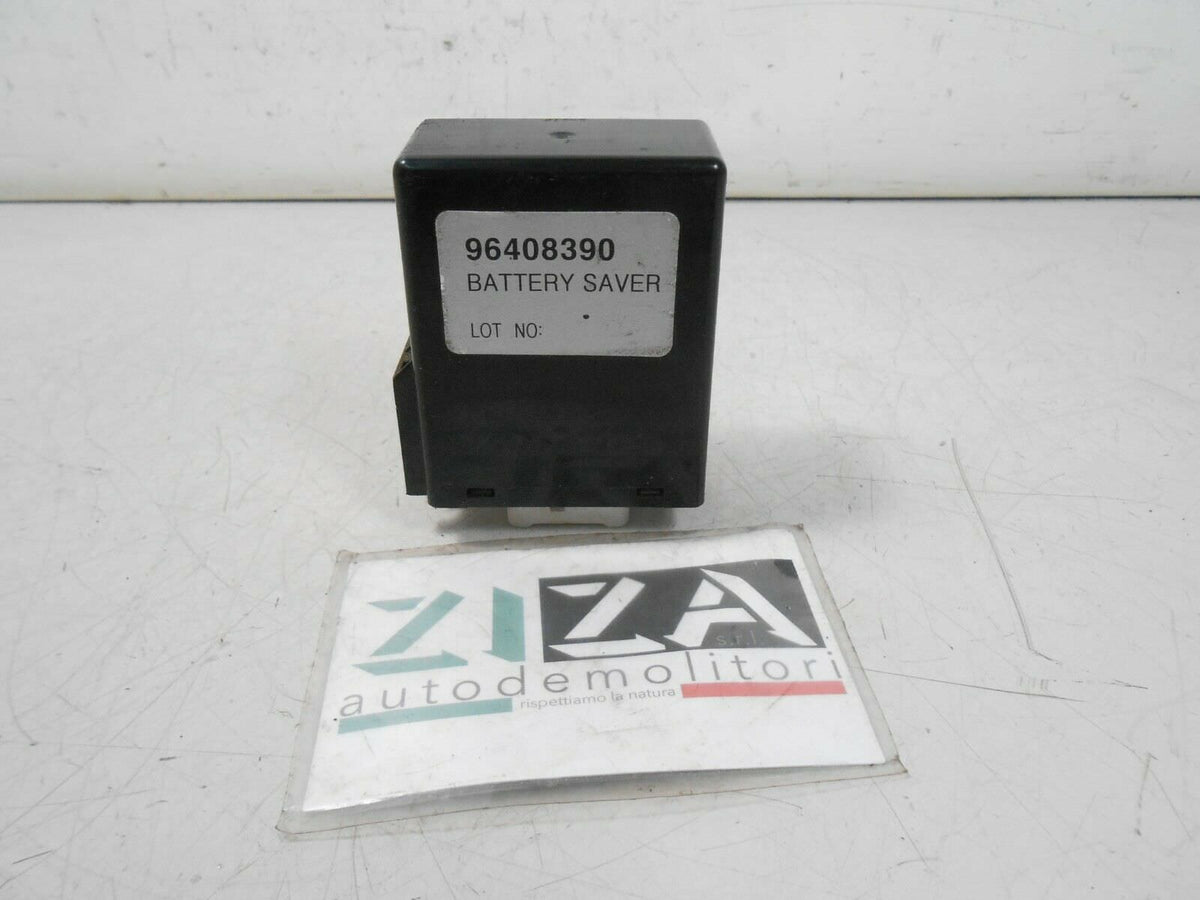 96408390
BATTERY SAVER
LOT NO:
ZIZA
s.r.l.
autodemolitori
rispettiamo la natura